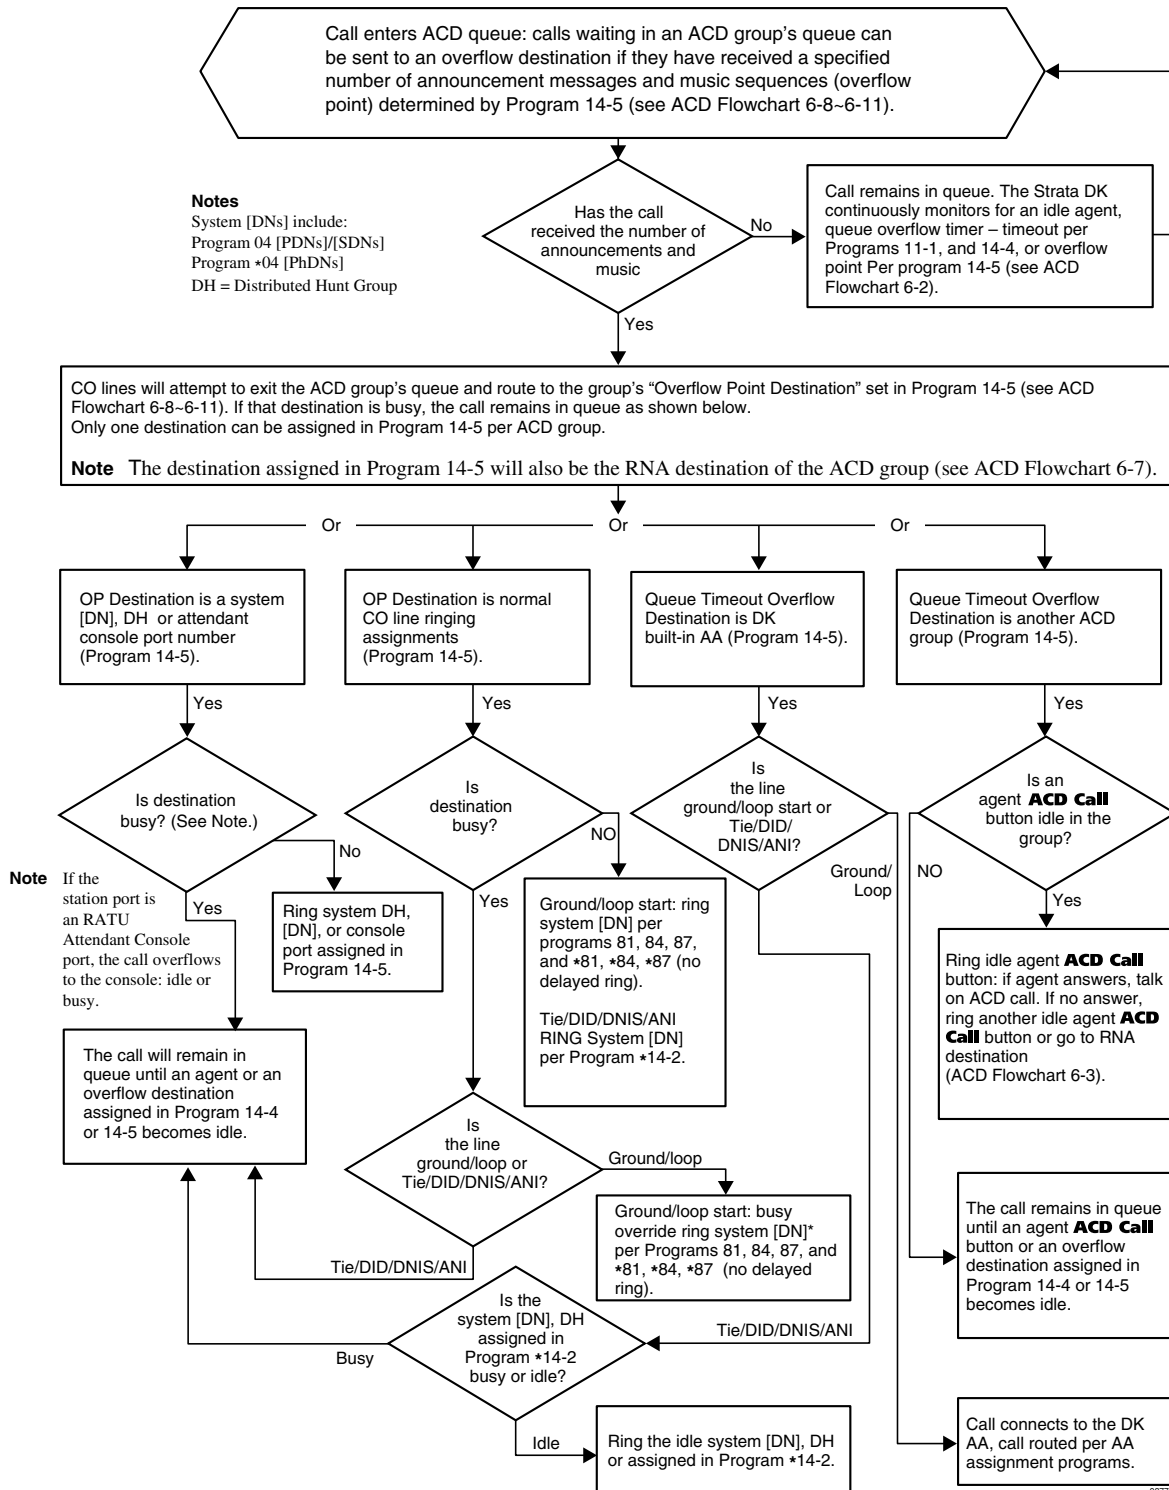 Call enters ACD queue: calls waiting in an ACD group's queue can
be sent to an overflow destination if they have received a specified
number of announcement messages and music sequences (overflow
point) determined by Program 14-5 (see ACD Flowchart 6-8~6-11).
Notes
System [DNs] include:
Program 04 [PDNs]/[SDNs]
Program *04 [PhDNs]
DH = Distributed Hunt Group
Has the call
received the number of
announcements and
music
No
Call remains in queue. The Strata DK
continuously monitors for an idle agent,
queue overflow timer – timeout per
Programs 11-1, and 14-4, or overflow
point Per program 14-5 (see ACD
Flowchart 6-2).
Yes
CO lines will attempt to exit the ACD group's queue and route to the group's “Overflow Point Destination” set in Program 14-5 (see ACD
Flowchart 6-8~6-11). If that destination is busy, the call remains in queue as shown below.
Only one destination can be assigned in Program 14-5 per ACD group.
Note The destination assigned in Program 14-5 will also be the RNA destination of the ACD group (see ACD Flowchart 6-7).
Or
Or
Or
OP Destination is a system
[DN], DH or attendant
console port number
(Program 14-5).
OP Destination is normal
CO line ringing
assignments
(Program 14-5).
Queue Timeout Overflow
Destination is DK
built-in AA (Program 14-5).
Queue Timeout Overflow
Destination is another ACD
group (Program 14-5).
Yes
Yes
Yes
Yes
Is destination
busy? (See Note.)
Is
destination
busy?
Is
the line
ground/loop start or
Tie/DID/
DNIS/ANI?
Is an
agent ACD Call
button idle in the
group?
No
NO
Ground/
Loop
NO
Note If the
station port is
an RATU
Attendant Console
port, the call overflows
to the console: idle or
busy.
Yes
Yes
Yes
Ring system DH,
[DN], or console
port assigned in
Program 14-5.
Ground/loop start: ring
system [DN] per
programs 81, 84, 87,
and *81, *84, *87 (no
delayed ring).
Tie/DID/DNIS/ANI
RING System [DN]
per Program *14-2.
Ring idle agent ACD Call
button: if agent answers, talk
on ACD call. If no answer,
ring another idle agent ACD
Call button or go to RNA
destination
(ACD Flowchart 6-3).
The call will remain in
queue until an agent or an
overflow destination
assigned in Program 14-4
or 14-5 becomes idle.
Is
the line
ground/loop or
Tie/DID/DNIS/ANI?
Ground/loop
Ground/loop start: busy
override ring system [DN]*
per Programs 81, 84, 87, and
*81, *84, *87 (no delayed
ring).
The call remains in queue
until an agent ACD Call
button or an overflow
destination assigned in
Program 14-4 or 14-5
becomes idle.
Tie/DID/DNIS/ANI
Is the
system [DN], DH
assigned in
Program *14-2
busy or idle?
Tie/DID/DNIS/ANI
Busy
Idle
Ring the idle system [DN], DH
or assigned in Program *14-2.
Call connects to the DK
AA, call routed per AA
assignment programs.